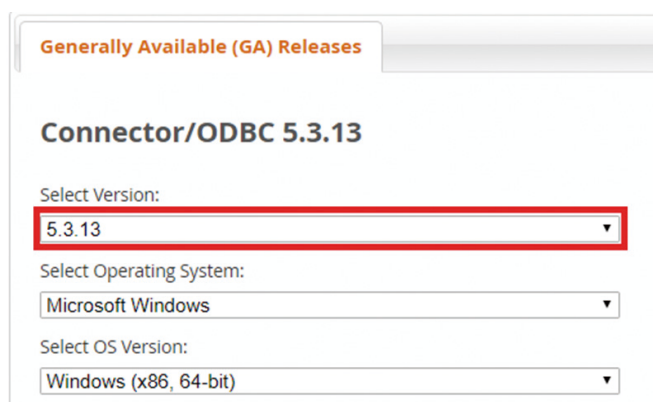 Generally Available (GA) Releases
Connector/ODBC 5.3.13
Select Version:
5.3.13
Select Operating System:
Microsoft Windows
Select OS Version:
Windows (x86, 64-bit)